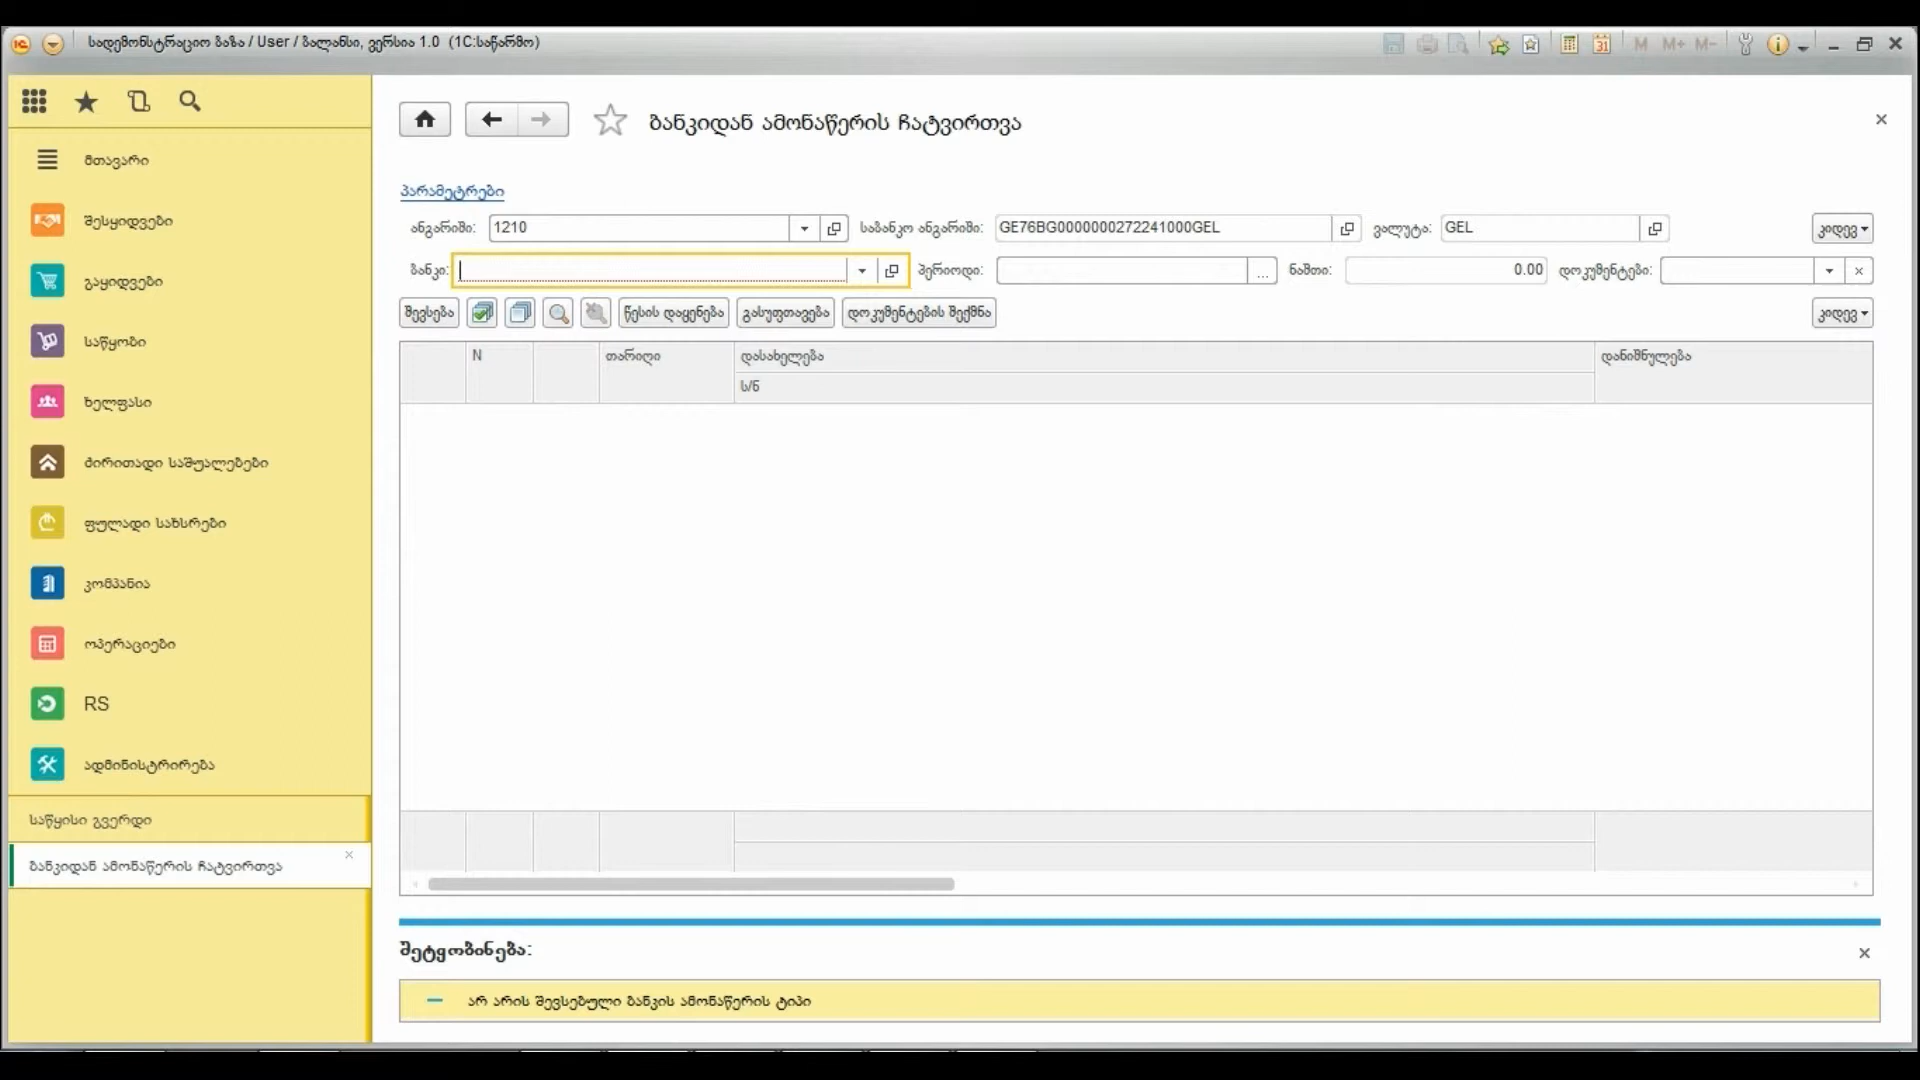 სადემონსტრაციო ბაზა / User / ბალანსი, ვერსია 1.0 (1C:საწარმო)
M M+ M-
ბანკიდან ამონაწერის ჩატვირთვა
მთავარი
შესყიდვები
გაყიდვები
საწყობი
ხელფასი
ძირითადი საშუალებები
ფულადი სახსრები
კომპანია
ოპერაციები
RS
ადმინისტრირება
საწყისი გვერდი
ბანკიდან ამონაწერის ჩატვირთვა
პარამეტრები
ანგარიში: 1210 საბანკო ანგარიში: GE76BG0000000272241000GEL ვალუტა: GEL კიდევ
ბანკი: პერიოდი: ... ნაშთი: 0.00 დოკუმენტები:
შევსება წესის დაყენება გასუფთავება დოკუმენტების შექმნა კიდევ
N თარიღი დასახელება დანიშნულება
ს/ნ
შეტყობინება:
არ არის შევსებული ბანკის ამონაწერის ტიპი